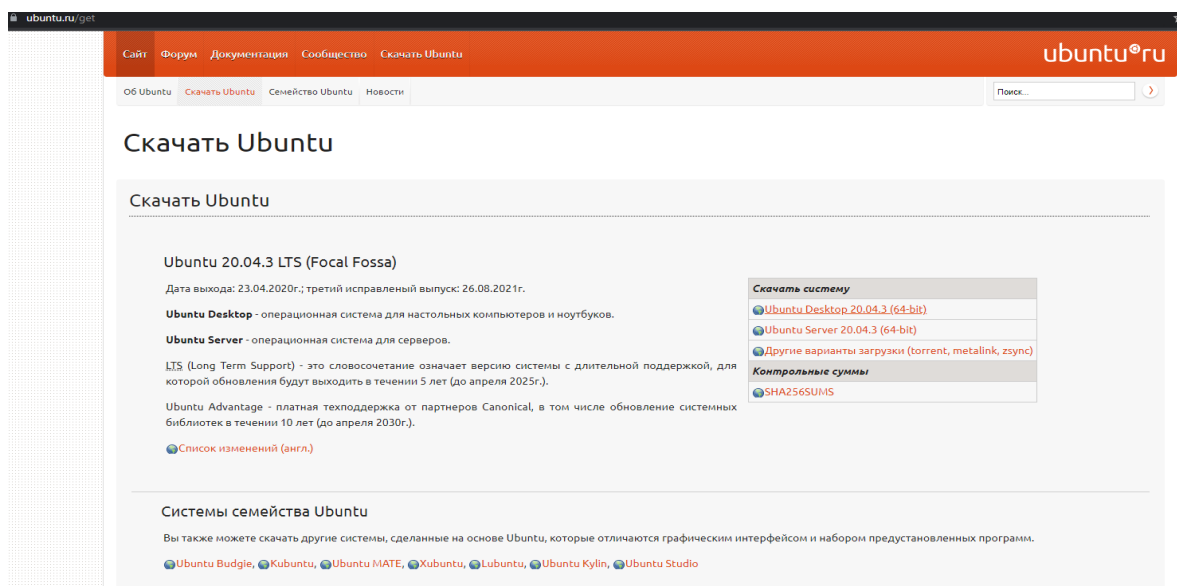 ubuntu.ru/get
Сайт Форум Документация Сообщество Скачать Ubuntu
ubuntu ru
Об Ubuntu Скачать Ubuntu Семейство Ubuntu Новости
Поиск...
Скачать Ubuntu
Скачать Ubuntu
Ubuntu 20.04.3 LTS (Focal Fossa)
Дата выхода: 23.04.2020г.; третий исправленый выпуск: 26.08.2021г.
Ubuntu Desktop - операционная система для настольных компьютеров и ноутбуков.
Ubuntu Server - операционная система для серверов.
LTS (Long Term Support) - это словосочетание означает версию системы с длительной поддержкой, для
которой обновления будут выходить в течении 5 лет (до апреля 2025г.).
Ubuntu Advantage - платная техподдержка от партнеров Canonical, в том числе обновление системных
библиотек в течении 10 лет (до апреля 2030г.).
Список изменений (англ.)
Скачать систему
Ubuntu Desktop 20.04.3 (64-bit)
Ubuntu Server 20.04.3 (64-bit)
Другие варианты загрузки (torrent, metalink, zsync)
Контрольные суммы
SHA256SUMS
Системы семейства Ubuntu
Вы также можете скачать другие системы, сделанные на основе Ubuntu, которые отличаются графическим интерфейсом и набором предустановленных программ.
Ubuntu Budgie, Kubuntu, Ubuntu MATE, Xubuntu, Lubuntu, Ubuntu Kylin, Ubuntu Studio